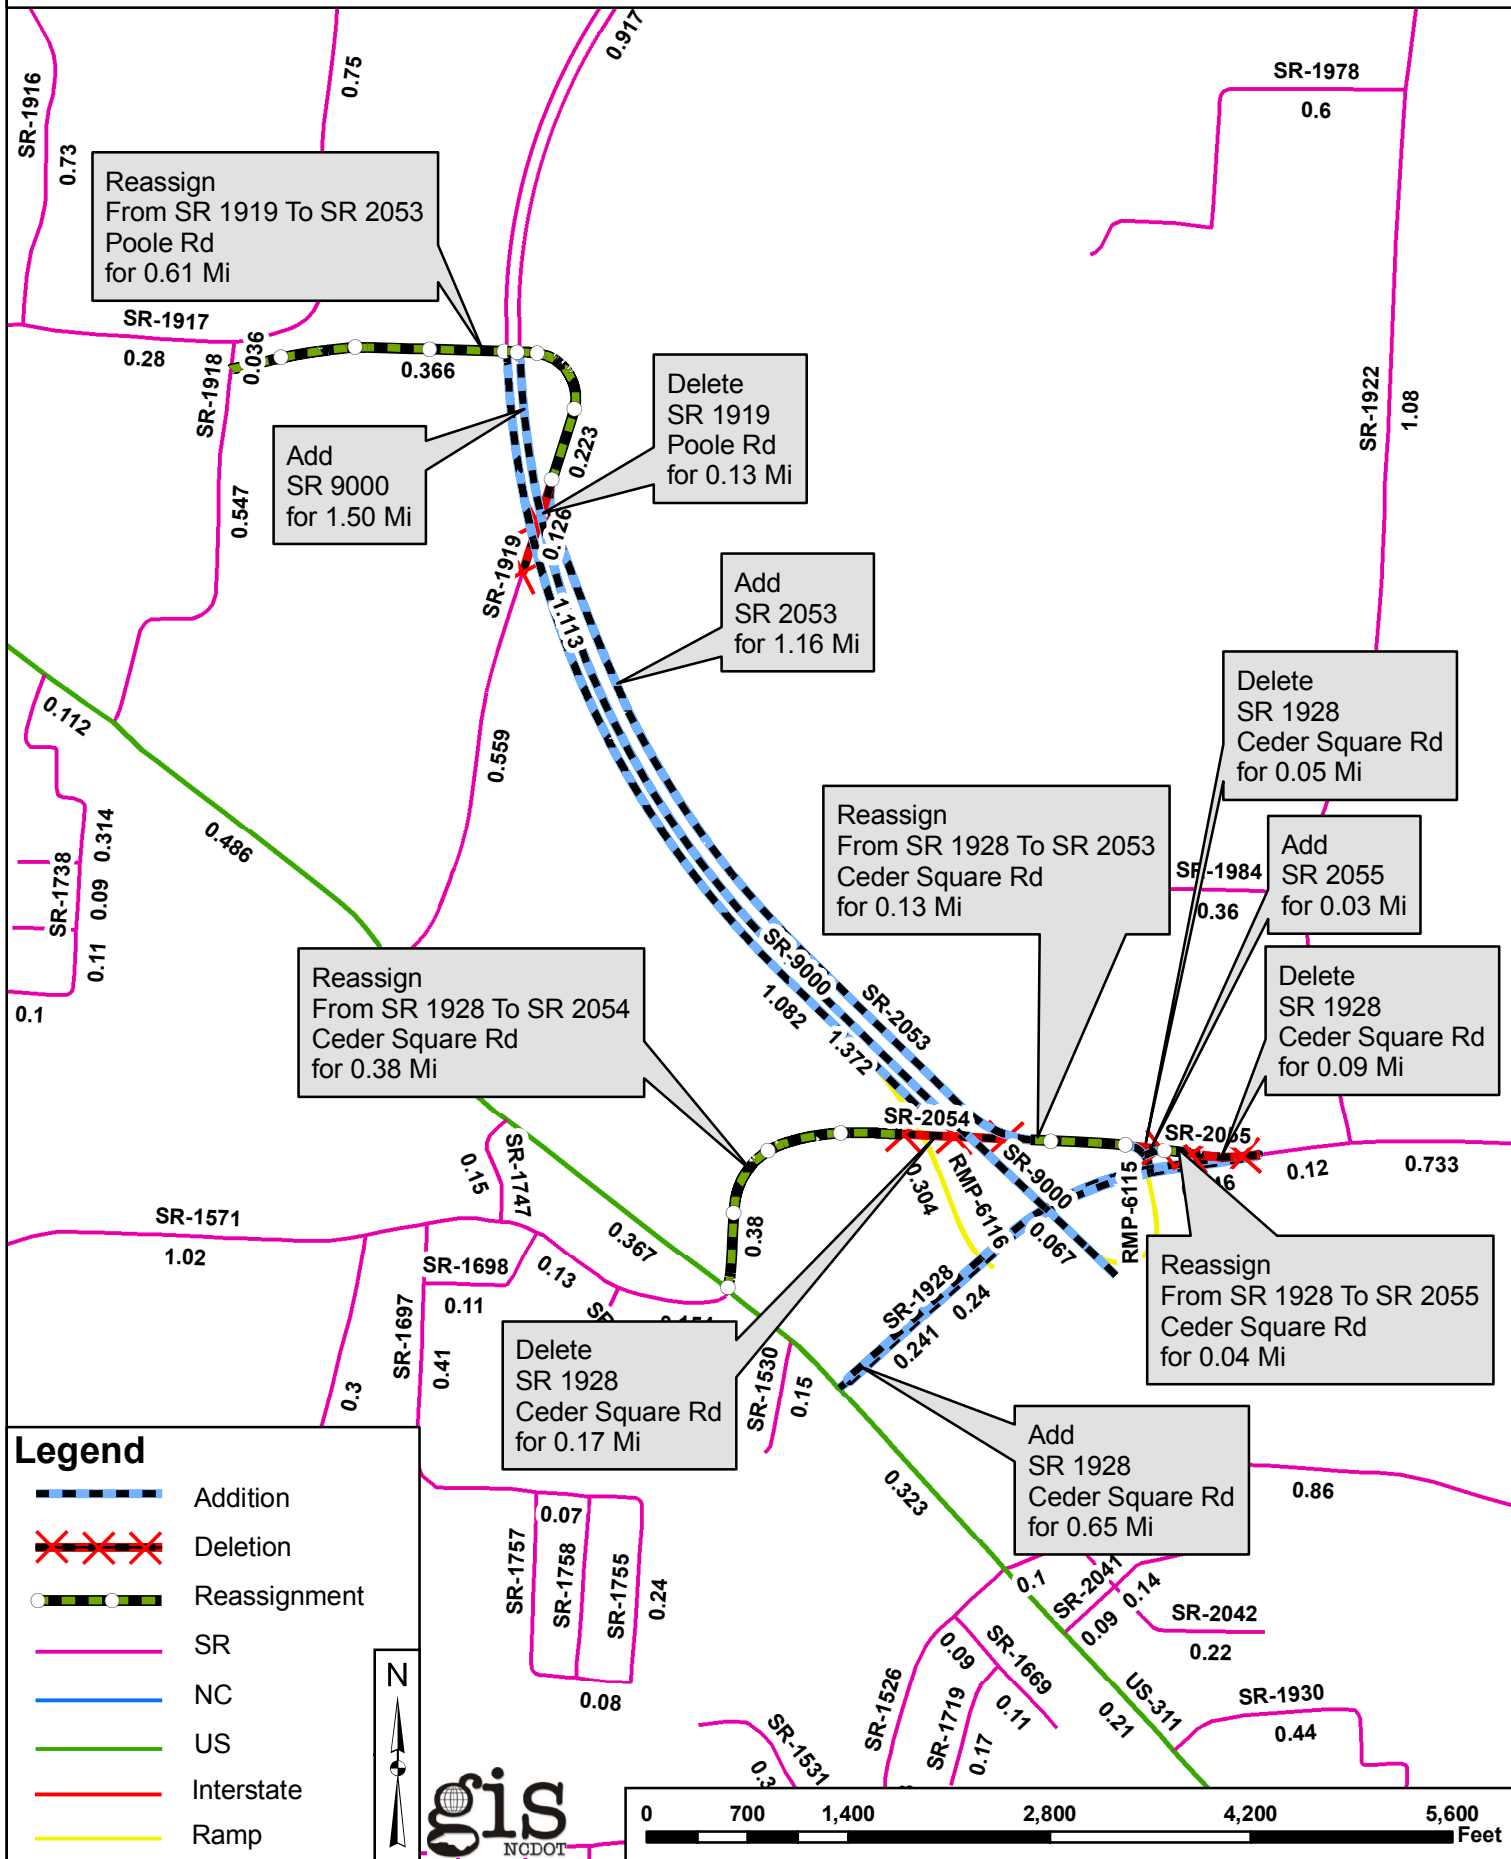 0.917
SR-1916
0.75
SR-1978
0.6
0.73
Reassign
From SR 1919 To SR 2053
Poole Rd
for 0.61 Mi
SR-1917
0.28
0.036
0.366
SR-1918
Delete
SR 1919
Poole Rd
for 0.13 Mi
SR-1922
1.08
Add
SR 9000
for 1.50 Mi
0.223
0.547
0.126
SR-1919
Add
SR 2053
for 1.16 Mi
1.113
0.112
0.559
Delete
SR 1928
Ceder Square Rd
for 0.05 Mi
Reassign
From SR 1928 To SR 2053
Ceder Square Rd
for 0.13 Mi
0.486
0.314
SR-1738
0.09
0.11
0.1
SR-1984
0.36
Add
SR 2055
for 0.03 Mi
SR-9000
1.082
SR-2053
1.372
Reassign
From SR 1928 To SR 2054
Ceder Square Rd
for 0.38 Mi
Delete
SR 1928
Ceder Square Rd
for 0.09 Mi
SR-2054
SR-2055
0.12
0.733
0.15
SR-1747
0.304
RMP-6116
SR-9000
0.067
RMP-6115
SR-1571
1.02
0.367
0.38
SR-1698
0.11
0.13
SR-1697
0.41
0.3
SR-1928
0.24
0.241
Reassign
From SR 1928 To SR 2055
Ceder Square Rd
for 0.04 Mi
Delete
SR 1928
Ceder Square Rd
for 0.17 Mi
SR-1530
0.15
Add
SR 1928
Ceder Square Rd
for 0.65 Mi
0.323
0.86
SR-1757
0.07
SR-1758
SR-1755
0.24
0.08
0.1
SR-2041
0.14
0.09
SR-2042
0.22
0.09
SR-1669
0.11
SR-1526
SR-1719
0.17
US-311
0.21
SR-1930
0.44
SR-1531
Legend
Addition
Deletion
Reassignment
SR
NC
US
Interstate
Ramp
N
gis
NCDOT
0 700 1,400 2,800 4,200 5,600
Feet